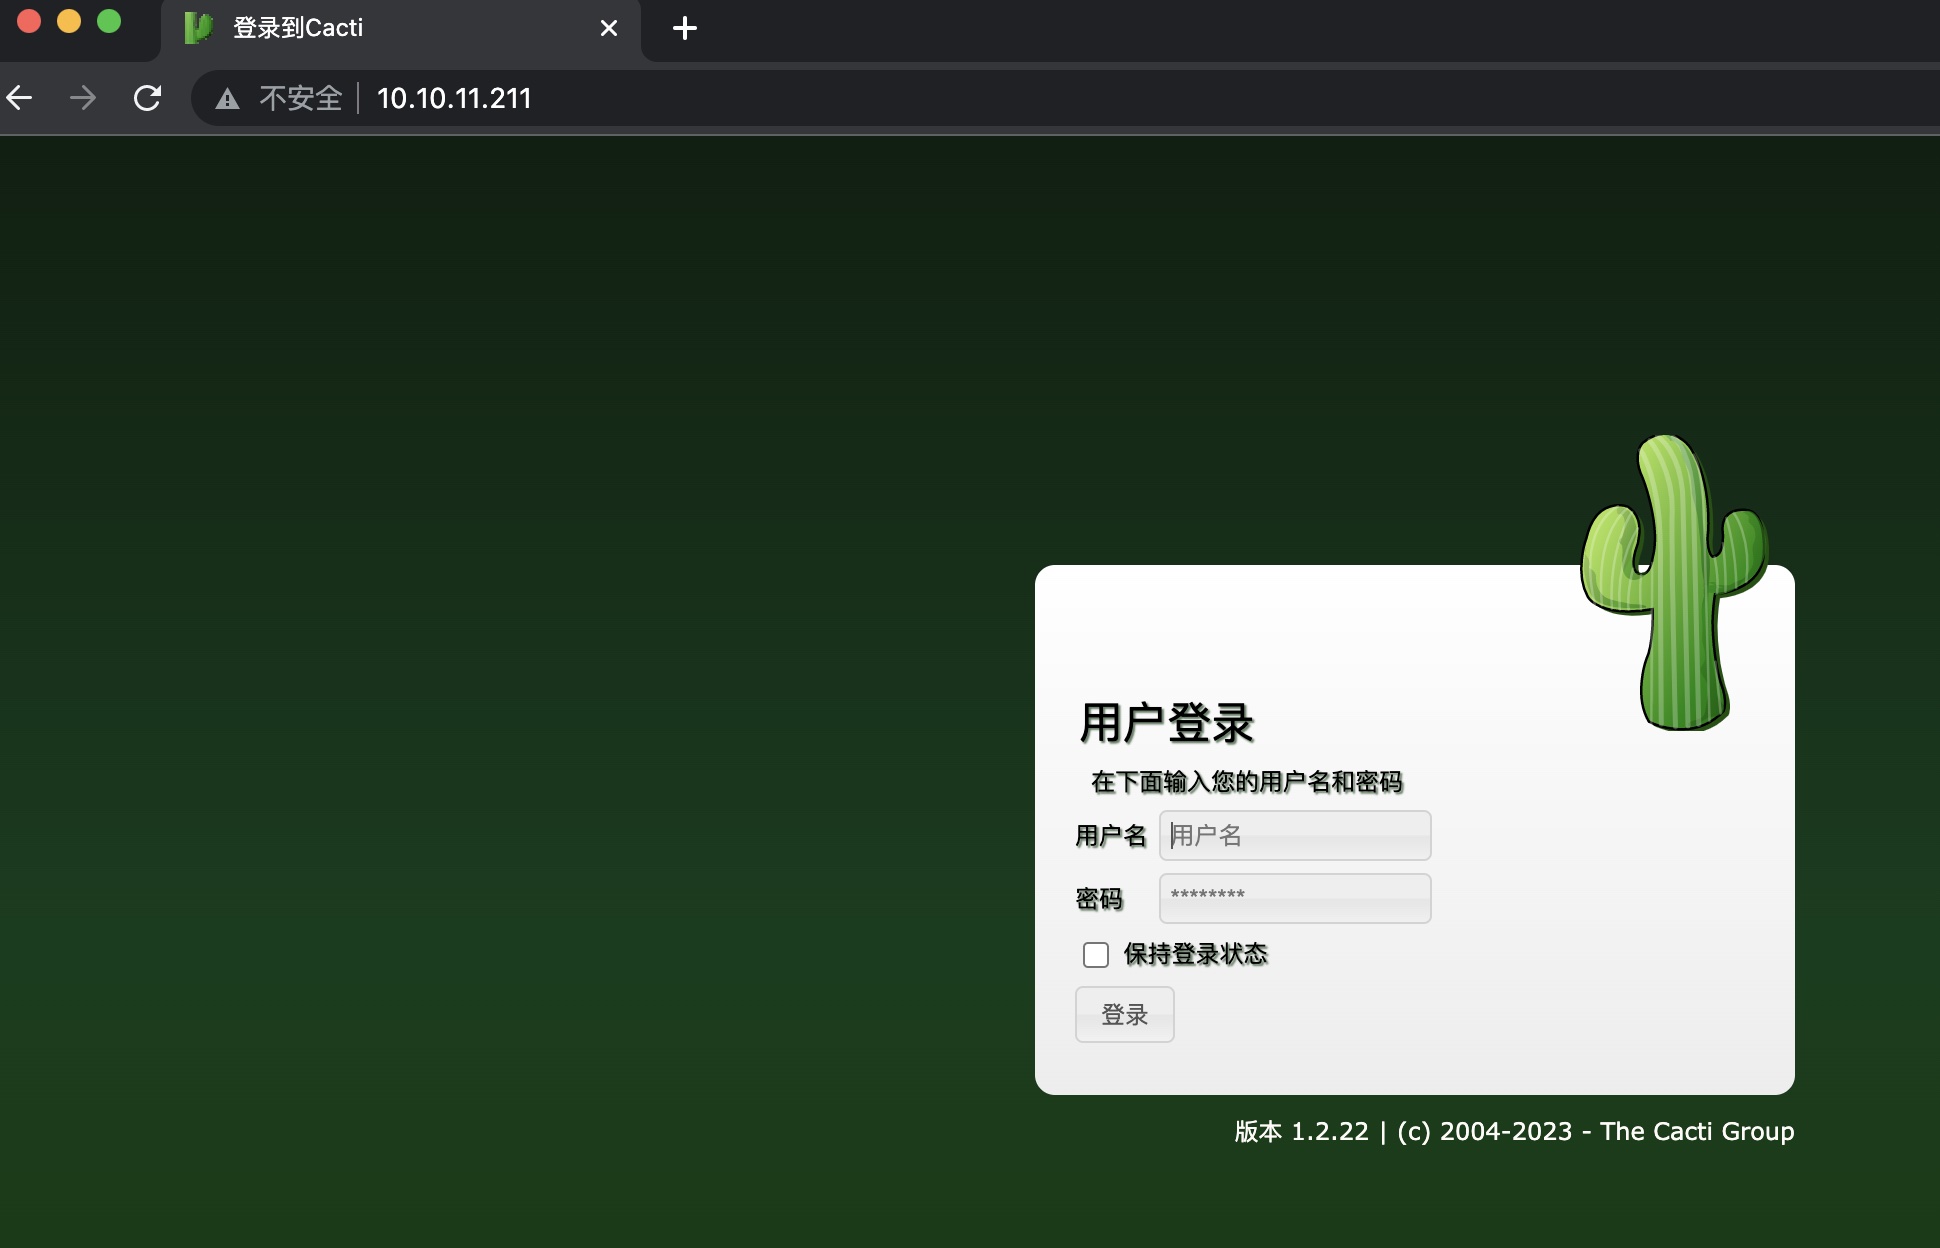 登录到Cacti
不安全 | 10.10.11.211
用户登录
在下面输入您的用户名和密码
用户名 用户名
密码 ********
保持登录状态
登录
版本 1.2.22 | (c) 2004-2023 - The Cacti Group